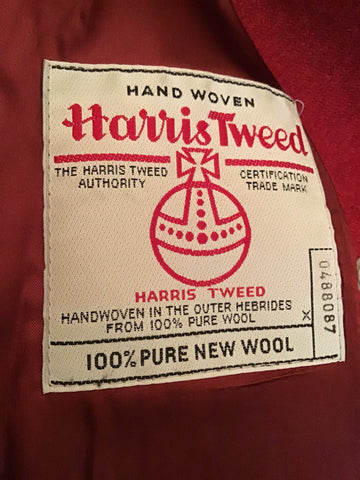 HAND WOVEN
Harris Tweed
THE HARRIS TWEED AUTHORITY
CERTIFICATION TRADE MARK
HARRIS TWEED
HANDWOVEN IN THE OUTER HEBRIDES
FROM 100% PURE WOOL
X 0488087
100% PURE NEW WOOL